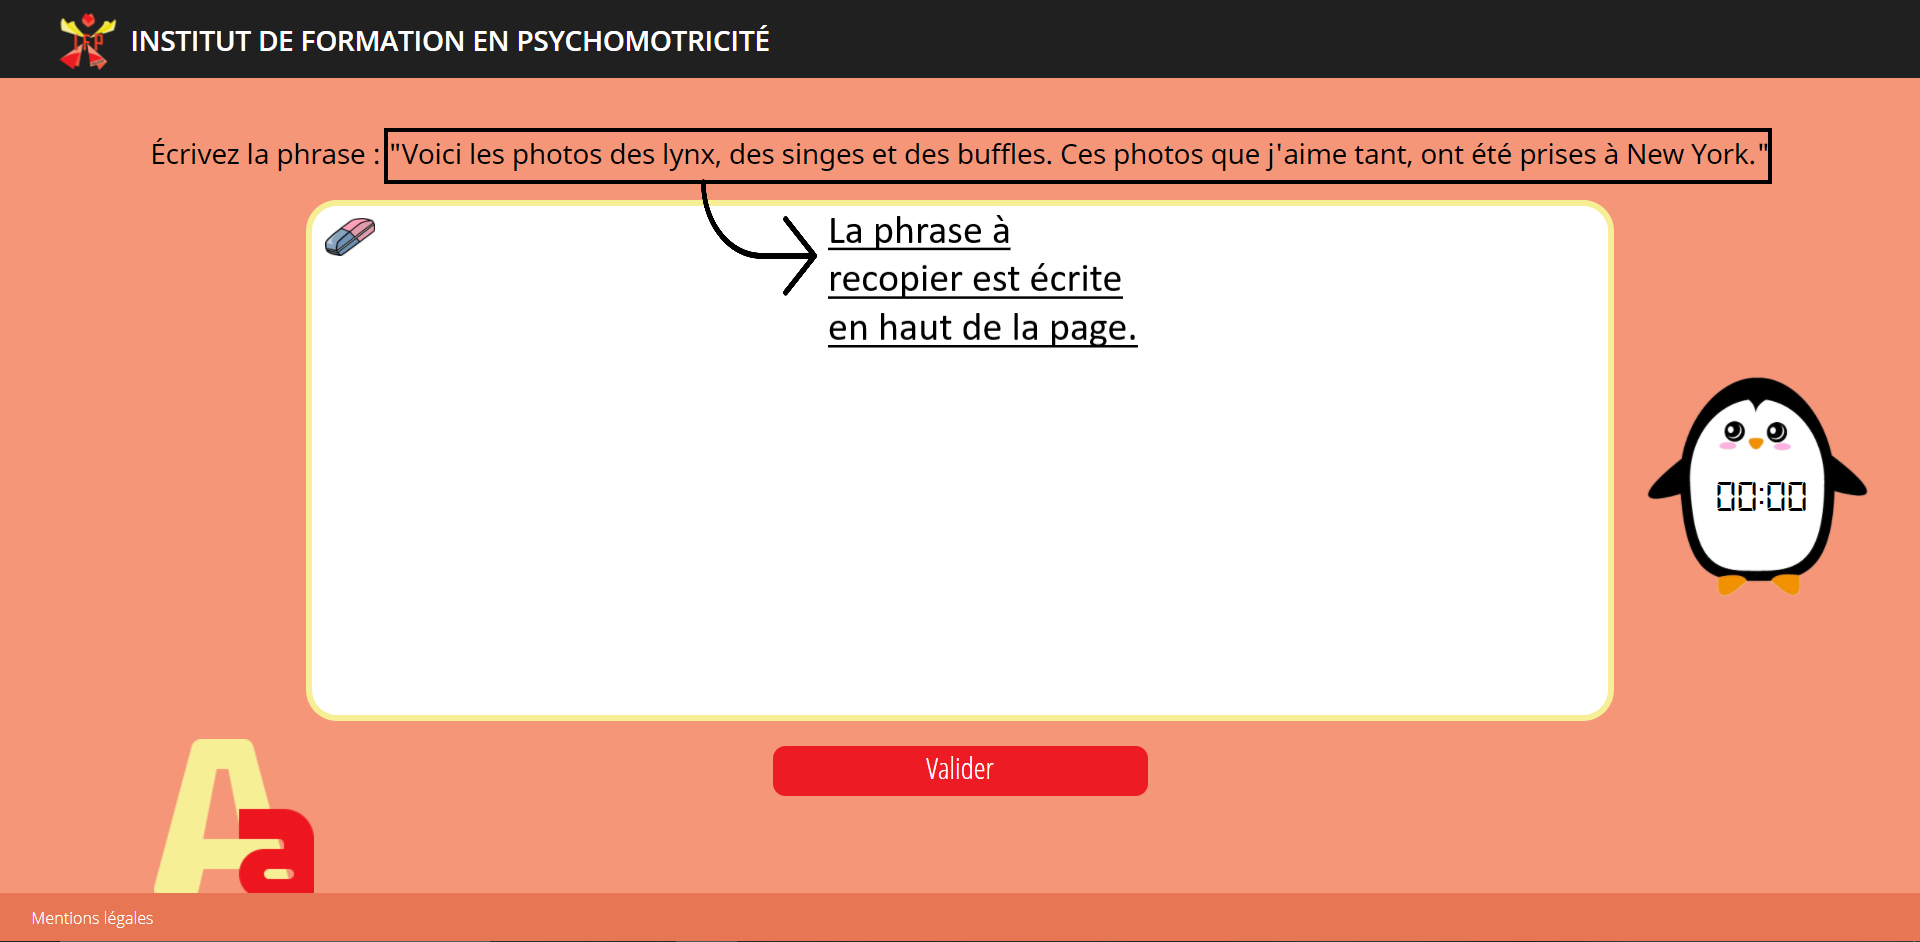 INSTITUT DE FORMATION EN PSYCHOMOTRICITÉ
Écrivez la phrase : "Voici les photos des lynx, des singes et des buffles. Ces photos que j'aime tant, ont été prises à New York."
La phrase à
recopier est écrite
en haut de la page.
00:00
Valider
Aa
Mentions légales